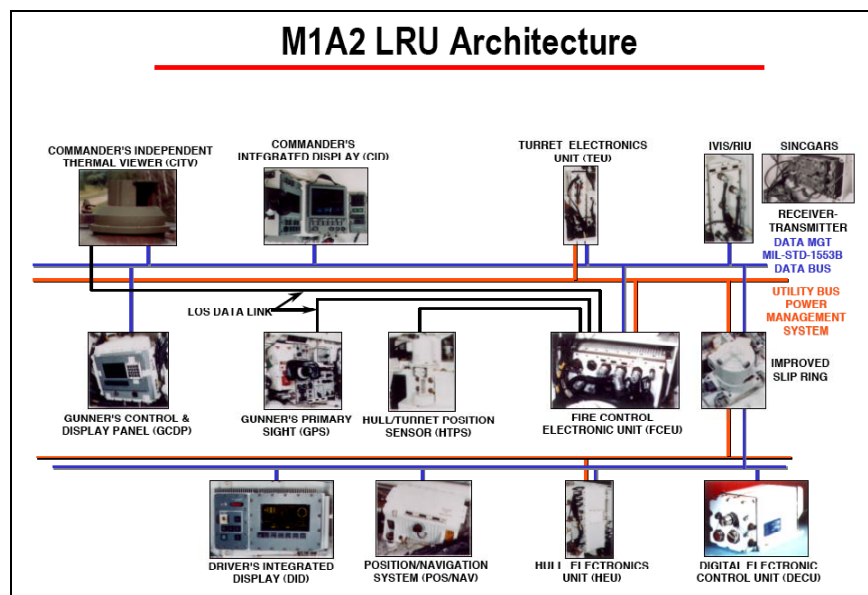 M1A2 LRU Architecture
COMMANDER'S INDEPENDENT
THERMAL VIEWER (CITV)
COMMANDER'S
INTEGRATED DISPLAY (CID)
TURRET ELECTRONICS
UNIT (TEU)
IVIS/RIU
SINCGARS
RECEIVER-
TRANSMITTER
DATA MGT
MIL-STD-1553B
DATA BUS
LOS DATA LINK
UTILITY BUS
POWER
MANAGEMENT
SYSTEM
GUNNER'S CONTROL &
DISPLAY PANEL (GCDP)
GUNNER'S PRIMARY
SIGHT (GPS)
HULL/TURRET POSITION
SENSOR (HTPS)
FIRE CONTROL
ELECTRONIC UNIT (FCEU)
IMPROVED
SLIP RING
DRIVER'S INTEGRATED
DISPLAY (DID)
POSITION/NAVIGATION
SYSTEM (POS/NAV)
HULL ELECTRONICS
UNIT (HEU)
DIGITAL ELECTRONIC
CONTROL UNIT (DECU)